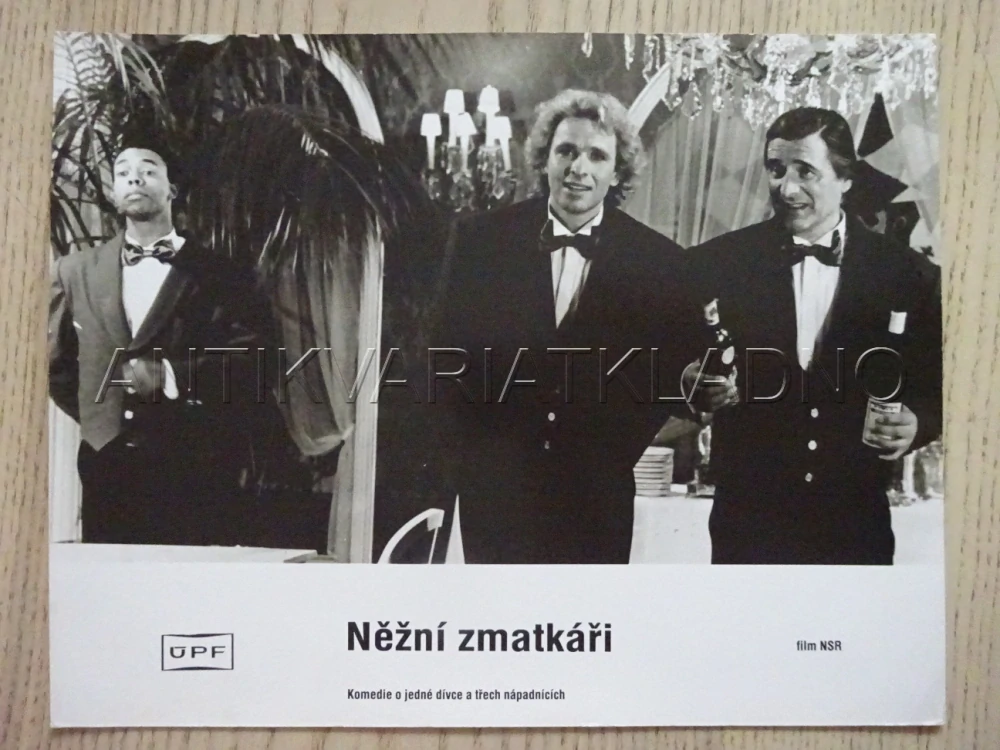 ANTIKVARIATKLADNO
ÚPF
Něžní zmatkáři
film NSR
Komedie o jedné dívce a třech nápadnících